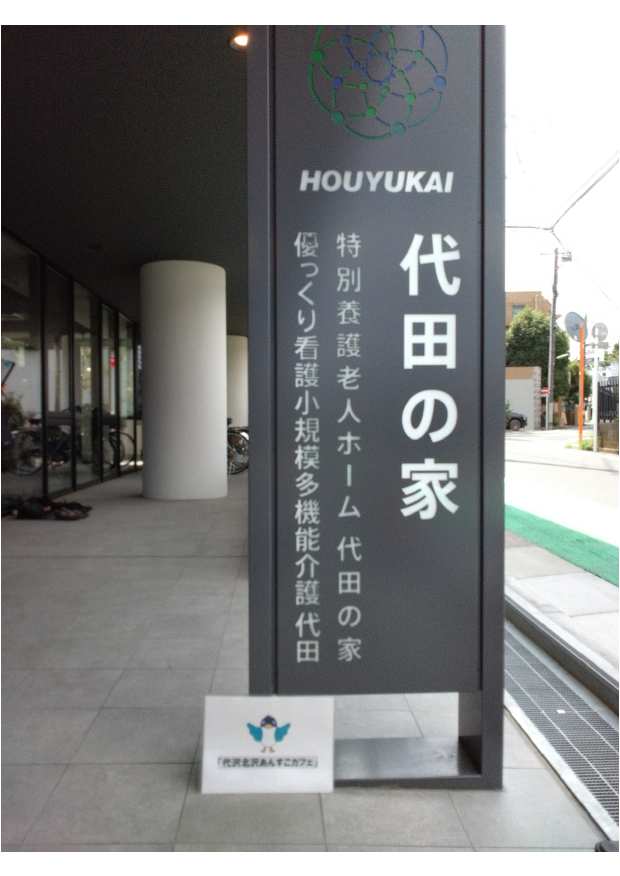 HOUYUKAI
代田の家
特別養護老人ホーム 代田の家
優っくり看護小規模多機能介護 代田
「代沢北沢あんすこカフェ」